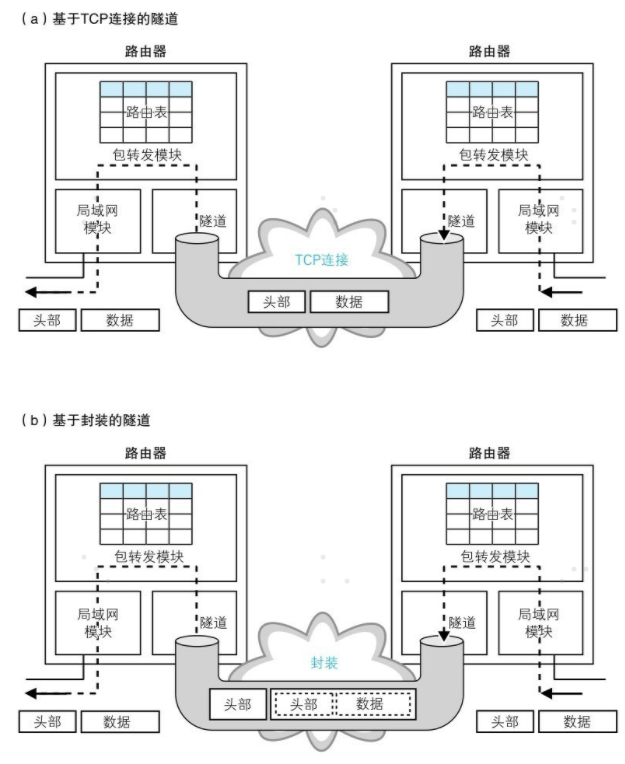 （a）基于TCP连接的隧道
路由器
路由器
路由表
路由表
包转发模块
包转发模块
局域网
模块
隧道
隧道
局域网
模块
TCP连接
头部 数据
头部 数据
头部 数据
（b）基于封装的隧道
路由器
路由器
路由表
路由表
包转发模块
包转发模块
局域网
模块
隧道
隧道
局域网
模块
封装
头部 头部 数据
头部 数据
头部 数据